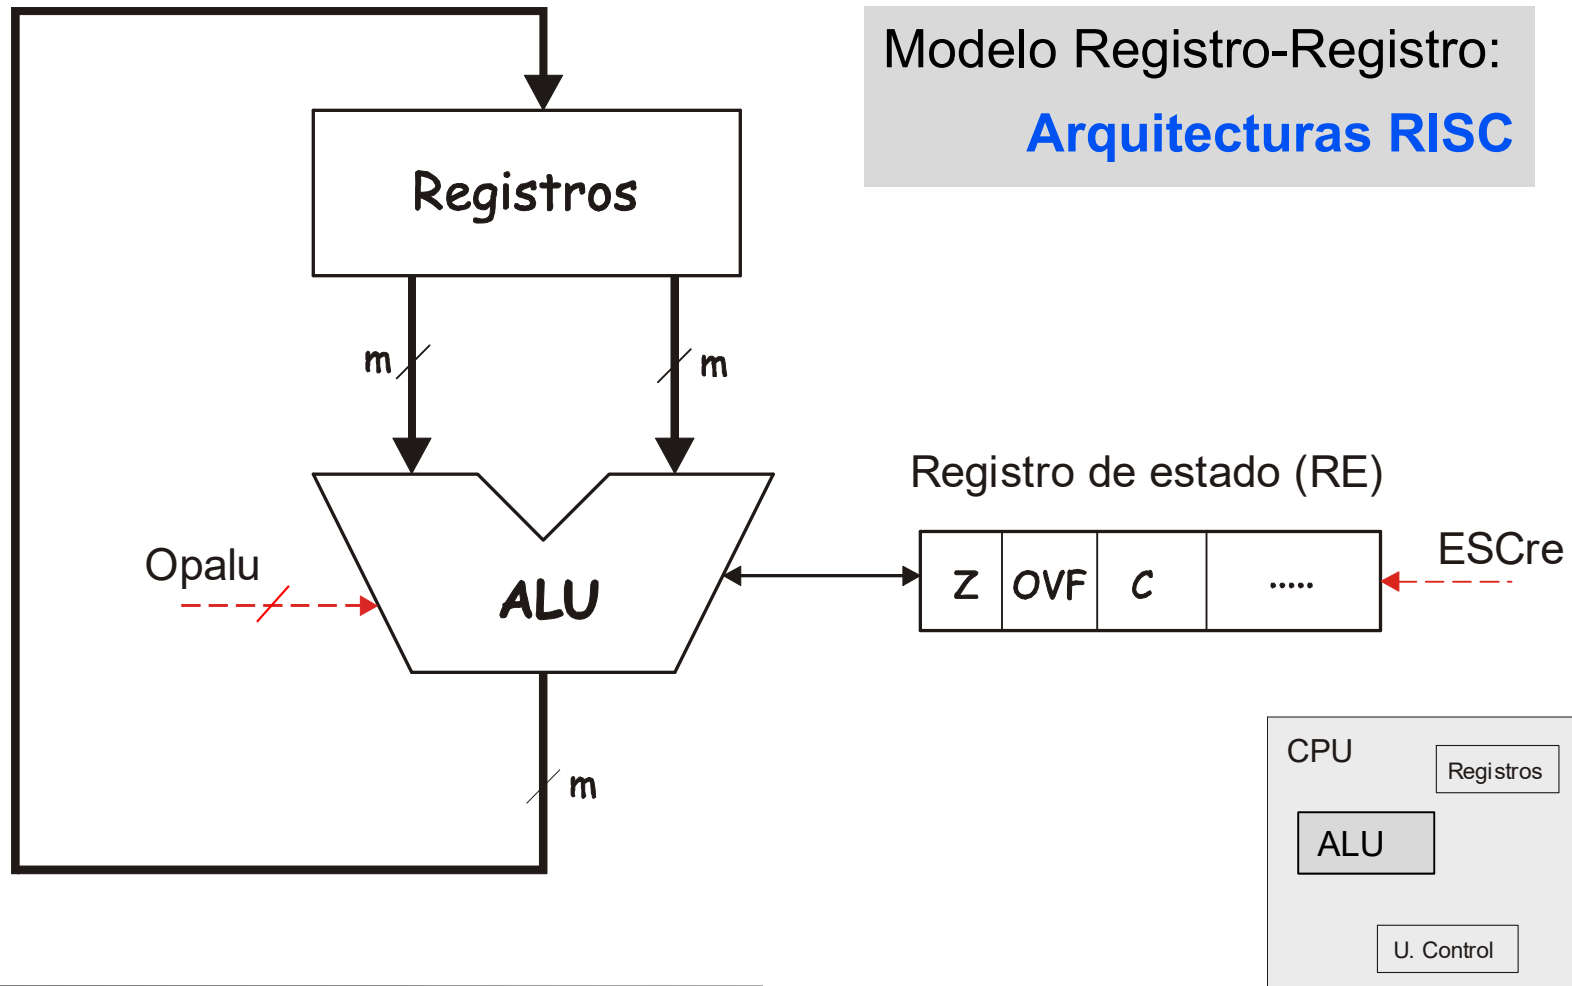 Modelo Registro-Registro:
Arquitecturas RISC
Registros
m
m
Registro de estado (RE)
Opalu
ALU
Z
OVF
C
.....
ESCre
m
CPU
Registros
ALU
U. Control